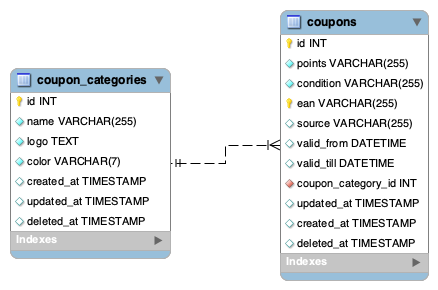 coupon_categories
id INT
name VARCHAR(255)
logo TEXT
color VARCHAR(7)
created_at TIMESTAMP
updated_at TIMESTAMP
deleted_at TIMESTAMP
Indexes
coupons
id INT
points VARCHAR(255)
condition VARCHAR(255)
ean VARCHAR(255)
source VARCHAR(255)
valid_from DATETIME
valid_till DATETIME
coupon_category_id INT
updated_at TIMESTAMP
created_at TIMESTAMP
deleted_at TIMESTAMP
Indexes